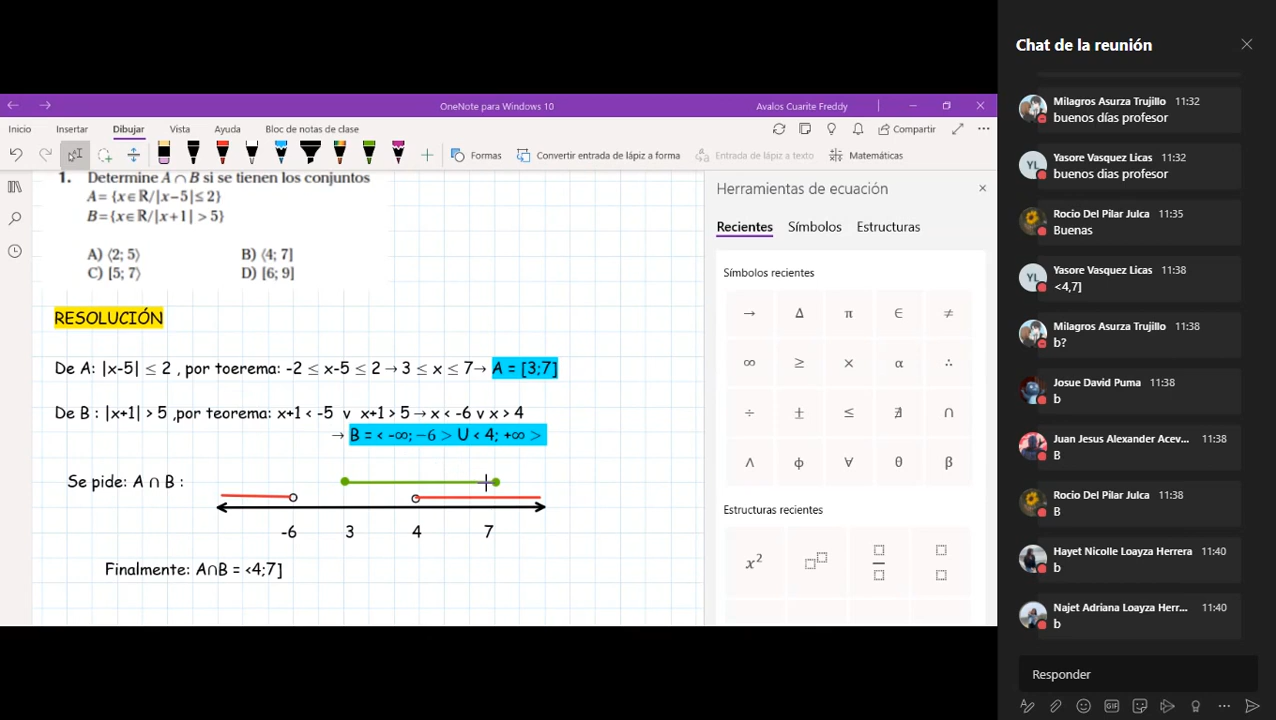 Chat de la reunión
OneNote para Windows 10
Avalos Cuarite Freddy
Inicio Insertar Dibujar Vista Ayuda Bloc de notas de clase
Compartir
Formas Convertir entrada de lápiz a forma Entrada de lápiz a texto Matemáticas
1. Determine A ∩ B si se tienen los conjuntos
A= {x∈ℝ/|x−5|≤ 2}
B={x∈ℝ/|x+1| > 5}
A) ⟨2; 5⟩ B) ⟨4; 7]
C) [5; 7⟩ D) [6; 9]
RESOLUCIÓN
De A: |x-5| ≤ 2 , por toerema: -2 ≤ x-5 ≤ 2→ 3 ≤ x ≤ 7→ A = [3;7]
De B : |x+1| > 5 ,por teorema: x+1 < -5 v x+1 > 5 → x < -6 v x > 4
→ B = < -∞; −6 > U < 4; +∞ >
Se pide: A ∩ B :
-6 3 4 7
Finalmente: A∩B = <4;7]
Herramientas de ecuación
Recientes Símbolos Estructuras
Símbolos recientes
→ Δ π ∈ ≠
∞ ≥ × α ∴
÷ ± ≤ ∄ ∩
∧ ϕ ∀ θ β
Estructuras recientes
x²
Milagros Asurza Trujillo 11:32
buenos días profesor
YL
Yasore Vasquez Licas 11:32
buenos dias profesor
Rocio Del Pilar Julca 11:35
Buenas
YL
Yasore Vasquez Licas 11:38
<4,7]
Milagros Asurza Trujillo 11:38
b?
Josue David Puma 11:38
b
Juan Jesus Alexander Acev... 11:38
B
Rocio Del Pilar Julca 11:38
B
Hayet Nicolle Loayza Herrera 11:40
b
Najet Adriana Loayza Herr... 11:40
b
Responder
GIF